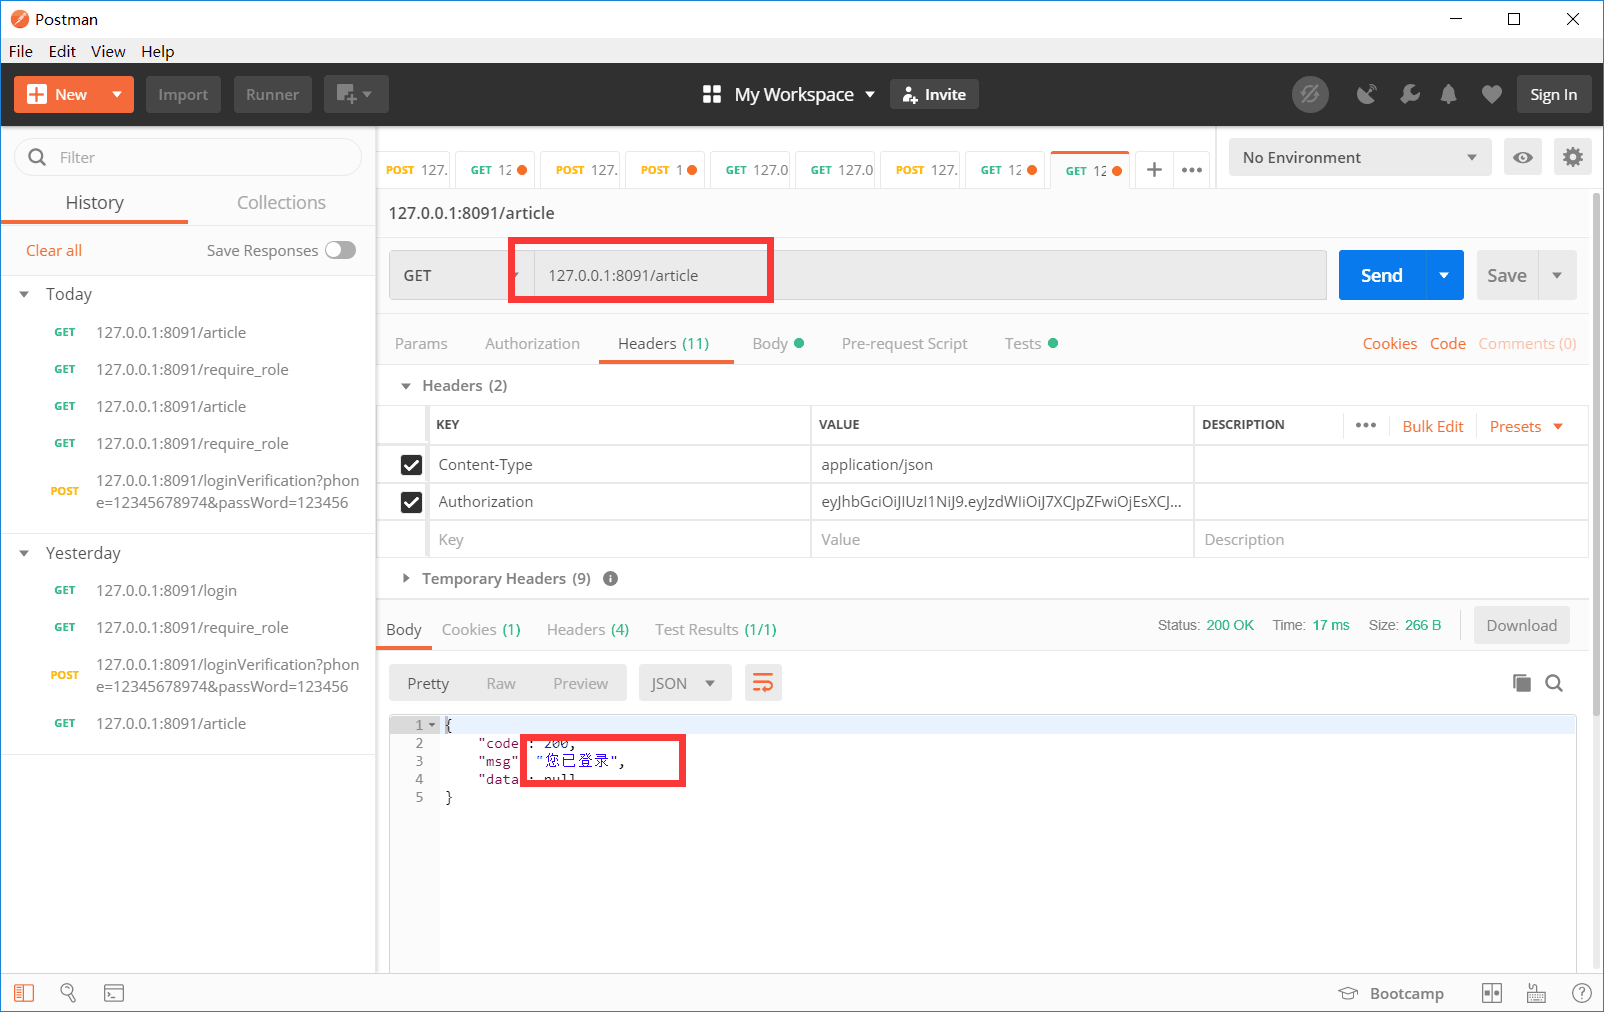 Postman
File Edit View Help
New Import Runner My Workspace Invite Sign In
Filter
History Collections
Clear all Save Responses
Today
GET 127.0.0.1:8091/article
GET 127.0.0.1:8091/require_role
GET 127.0.0.1:8091/article
GET 127.0.0.1:8091/require_role
POST 127.0.0.1:8091/loginVerification?phon
e=12345678974&passWord=123456
Yesterday
GET 127.0.0.1:8091/login
GET 127.0.0.1:8091/require_role
POST 127.0.0.1:8091/loginVerification?phon
e=12345678974&passWord=123456
GET 127.0.0.1:8091/article
POST 127. GET 12 POST 127. POST 1 GET 127.0 GET 127.0 POST 127. GET 12 GET 12
No Environment
127.0.0.1:8091/article
GET 127.0.0.1:8091/article Send Save
Params Authorization Headers (11) Body Pre-request Script Tests Cookies Code Comments (0)
Headers (2)
KEY VALUE DESCRIPTION Bulk Edit Presets
Content-Type application/json
Authorization eyJhbGciOiJIUzI1NiJ9.eyJzdWIiOiJ7XCJpZFwiOjEsXCJ...
Key Value Description
Temporary Headers (9)
Body Cookies (1) Headers (4) Test Results (1/1) Status: 200 OK Time: 17 ms Size: 266 B Download
Pretty Raw Preview JSON
1 {
2 "code": 200,
3 "msg": "您已登录",
4 "data": null
5 }
Bootcamp